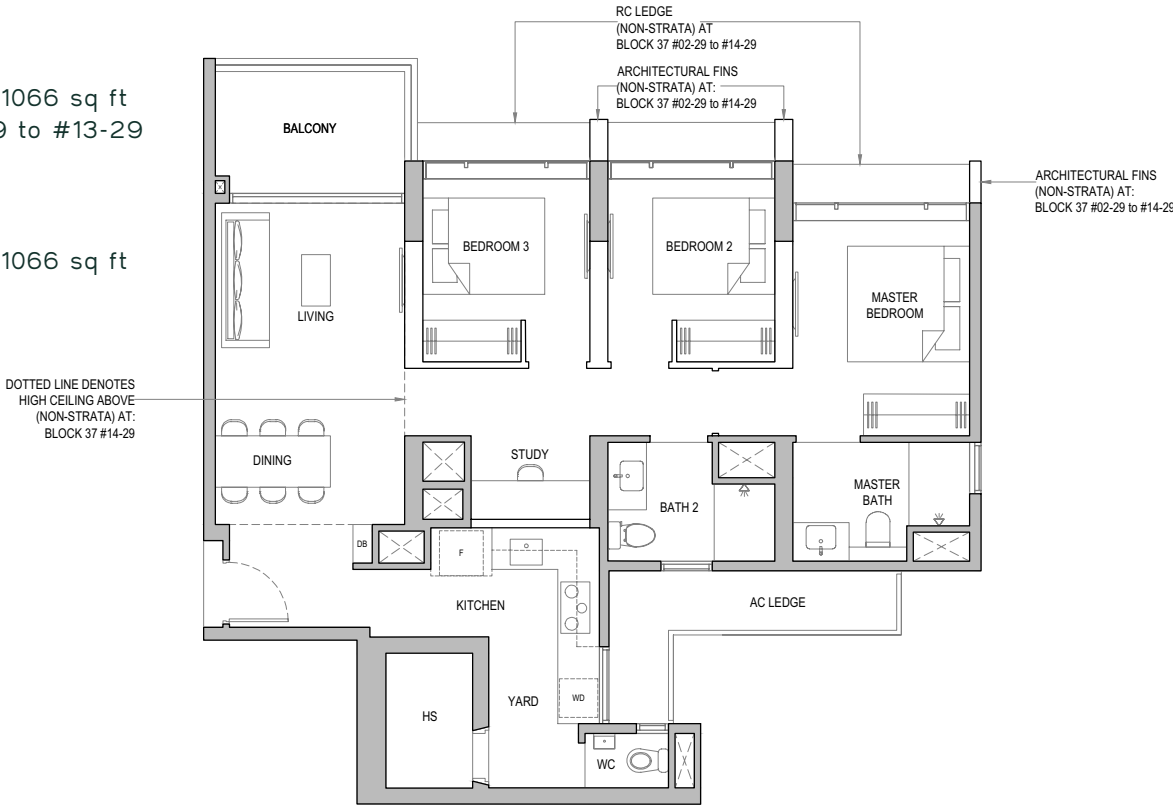 RC LEDGE
(NON-STRATA) AT
BLOCK 37 #02-29 to #14-29
ARCHITECTURAL FINS
(NON-STRATA) AT:
BLOCK 37 #02-29 to #14-29
1066 sq ft
to #13-29
BALCONY
ARCHITECTURAL FINS
(NON-STRATA) AT:
BLOCK 37 #02-29 to #14-29
1066 sq ft
BEDROOM 3
BEDROOM 2
MASTER
BEDROOM
LIVING
DOTTED LINE DENOTES
HIGH CEILING ABOVE
(NON-STRATA) AT:
BLOCK 37 #14-29
DINING
STUDY
BATH 2
MASTER
BATH
DB
F
KITCHEN
AC LEDGE
HS
YARD
WD
WC